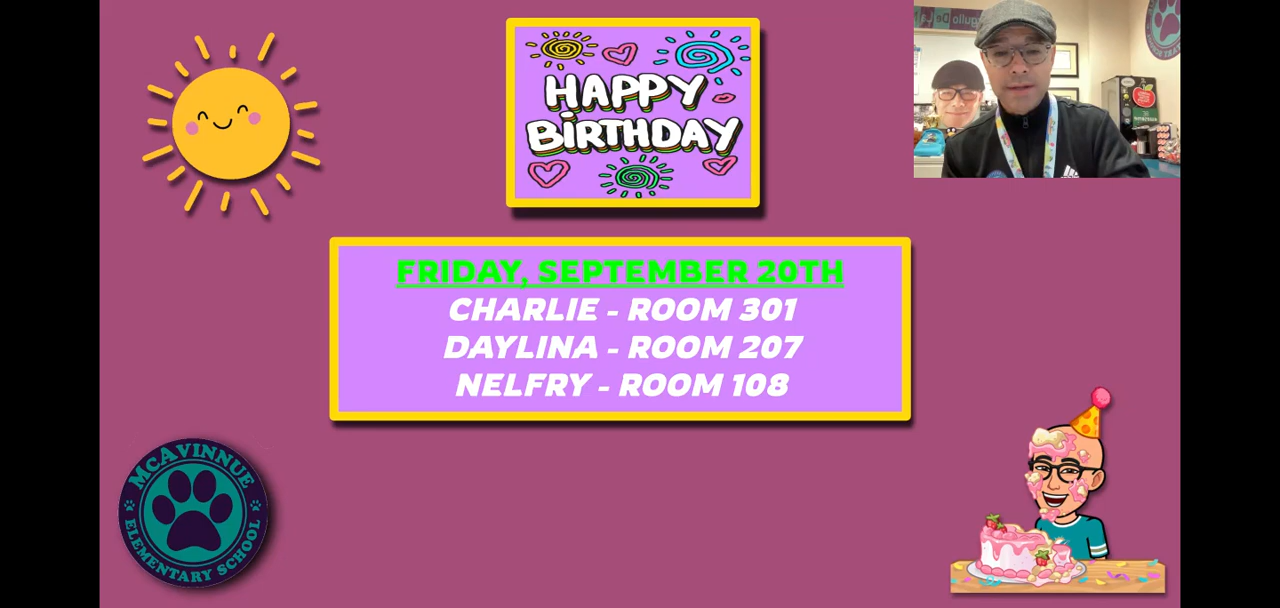 HAPPY
BIRTHDAY
FRIDAY, SEPTEMBER 20TH
CHARLIE - ROOM 301
DAYLINA - ROOM 207
NELFRY - ROOM 108
McAVINNUE
ELEMENTARY SCHOOL